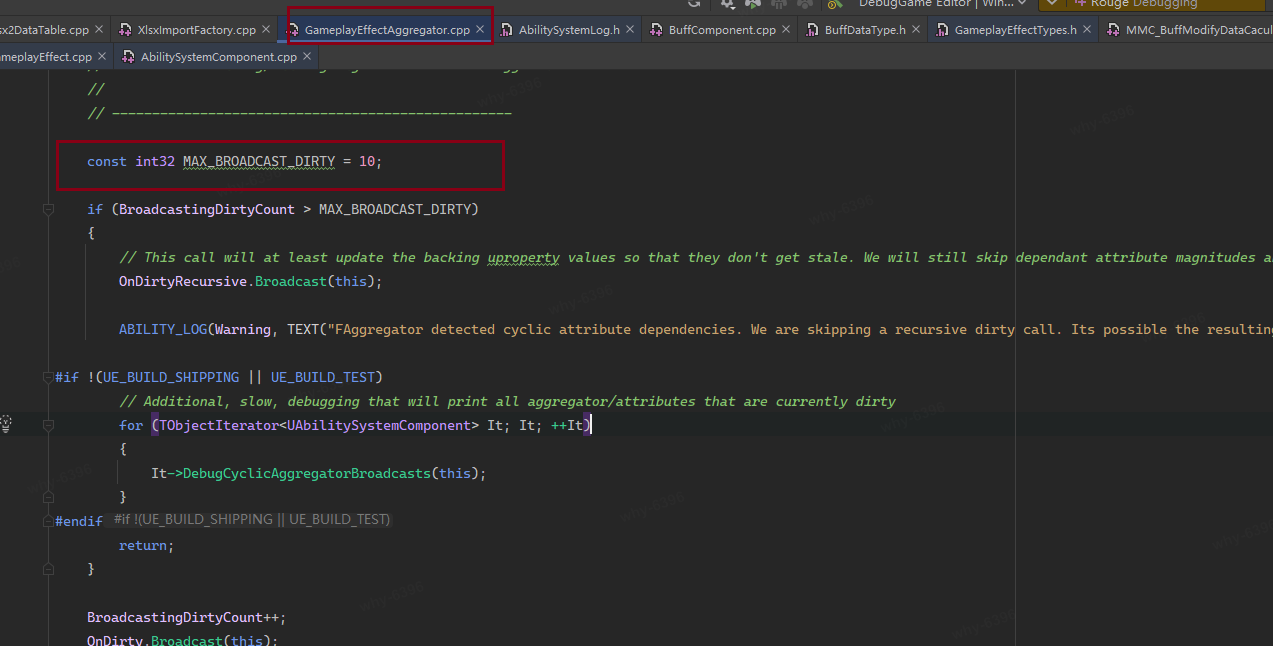 DebugGame Editor | Win... Rouge Debugging
sx2DataTable.cpp XlsxImportFactory.cpp GameplayEffectAggregator.cpp AbilitySystemLog.h BuffComponent.cpp BuffDataType.h GameplayEffectTypes.h MMC_BuffModifyDataCacul
meplayEffect.cpp AbilitySystemComponent.cpp
//
// --------------------------------------------------
const int32 MAX_BROADCAST_DIRTY = 10;
if (BroadcastingDirtyCount > MAX_BROADCAST_DIRTY)
{
// This call will at least update the backing uproperty values so that they don't get stale. We will still skip dependant attribute magnitudes a
OnDirtyRecursive.Broadcast(this);
ABILITY_LOG(Warning, TEXT("FAggregator detected cyclic attribute dependencies. We are skipping a recursive dirty call. Its possible the resulting
#if !(UE_BUILD_SHIPPING || UE_BUILD_TEST)
// Additional, slow, debugging that will print all aggregator/attributes that are currently dirty
for (TObjectIterator<UAbilitySystemComponent> It; It; ++It)
{
It->DebugCyclicAggregatorBroadcasts(this);
}
#endif #if !(UE_BUILD_SHIPPING || UE_BUILD_TEST)
return;
}
BroadcastingDirtyCount++;
OnDirty.Broadcast(this);